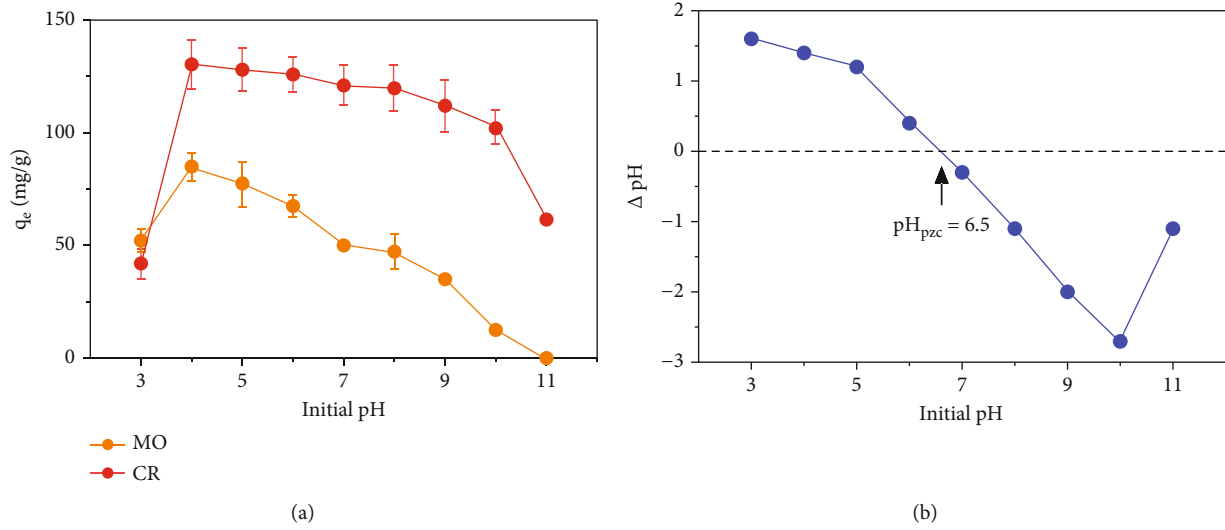 150
100
50
0
qe (mg/g)
3
5
7
9
11
Initial pH
MO
CR
(a)
2
1
0
−1
−2
−3
Δ pH
pHpzc = 6.5
3
5
7
9
11
Initial pH
(b)